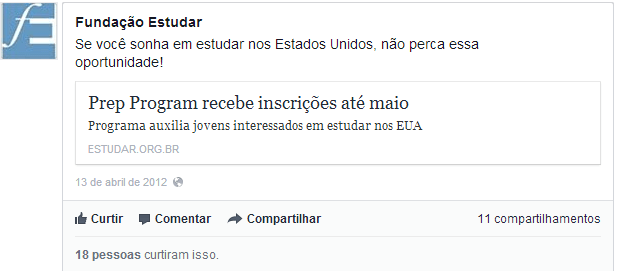 Fundação Estudar
Se você sonha em estudar nos Estados Unidos, não perca essa
oportunidade!
Prep Program recebe inscrições até maio
Programa auxilia jovens interessados em estudar nos EUA
ESTUDAR.ORG.BR
13 de abril de 2012
Curtir Comentar Compartilhar 11 compartilhamentos
18 pessoas curtiram isso.